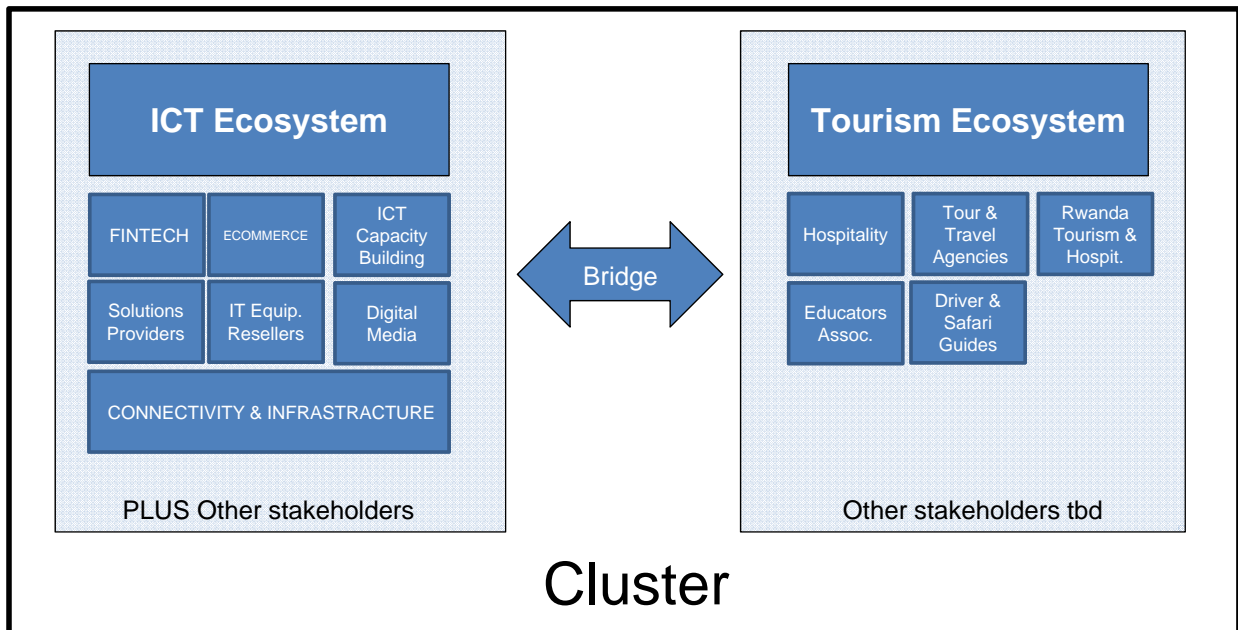 ICT Ecosystem
FINTECH
ECOMMERCE
ICT
Capacity
Building
Solutions
Providers
IT Equip.
Resellers
Digital
Media
CONNECTIVITY & INFRASTRACTURE
PLUS Other stakeholders
Bridge
Tourism Ecosystem
Hospitality
Tour &
Travel
Agencies
Rwanda
Tourism &
Hospit.
Educators
Assoc.
Driver &
Safari
Guides
Other stakeholders tbd
Cluster